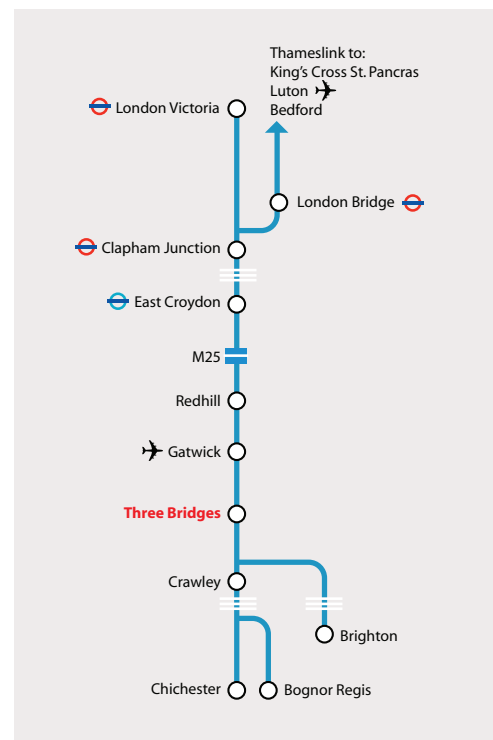 Thameslink to:
King's Cross St. Pancras
Luton
Bedford
London Victoria
London Bridge
Clapham Junction
East Croydon
M25
Redhill
Gatwick
Three Bridges
Crawley
Brighton
Chichester
Bognor Regis